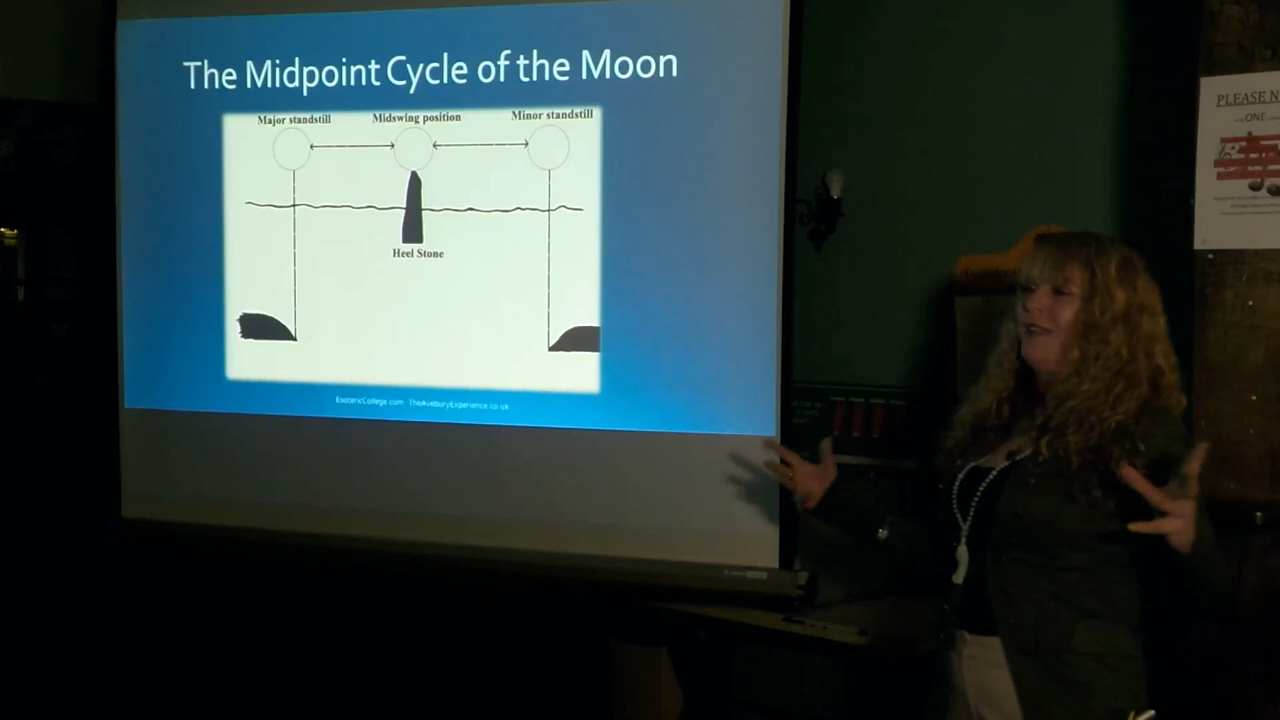 The Midpoint Cycle of the Moon
Major standstill
Midswing position
Minor standstill
Heel Stone
EsotericCollege.com TheAveburyExperience.co.uk
PLEASE N
ONE